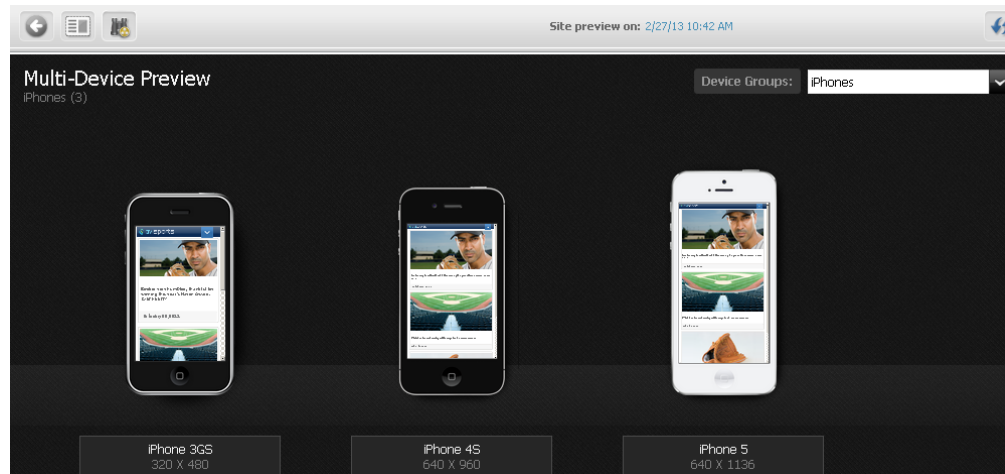 Site preview on: 2/27/13 10:42 AM
Multi-Device Preview
iPhones (3)
Device Groups:
iPhones
sports
iPhone 3GS
320 X 480
iPhone 4S
640 X 960
iPhone 5
640 X 1136